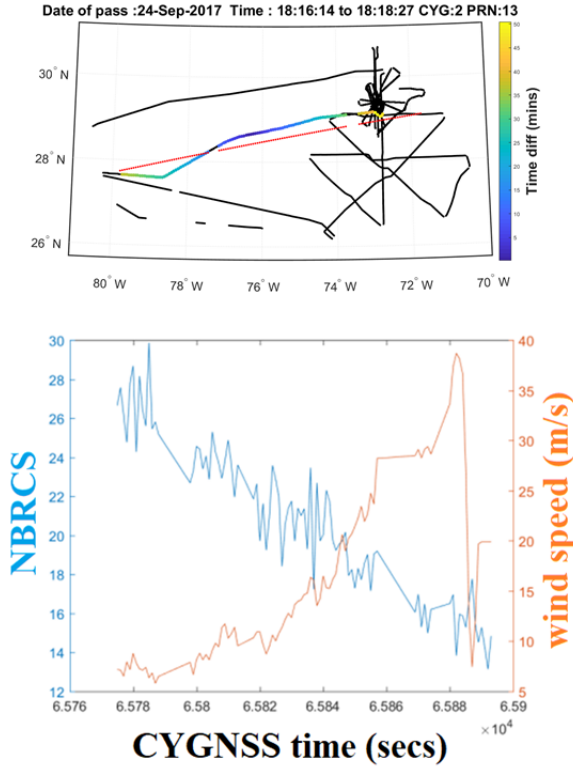 Date of pass :24-Sep-2017 Time : 18:16:14 to 18:18:27 CYG:2 PRN:13
30° N
28° N
26° N
80° W 78° W 76° W 74° W 72° W 70° W
50
45
40
35
30
25
20
15
10
5
Time diff (mins)
30
28
26
24
22
20
18
16
14
12
NBRCS
40
35
30
25
20
15
10
5
wind speed (m/s)
6.576 6.578 6.58 6.582 6.584 6.586 6.588 6.59
×10⁴
CYGNSS time (secs)